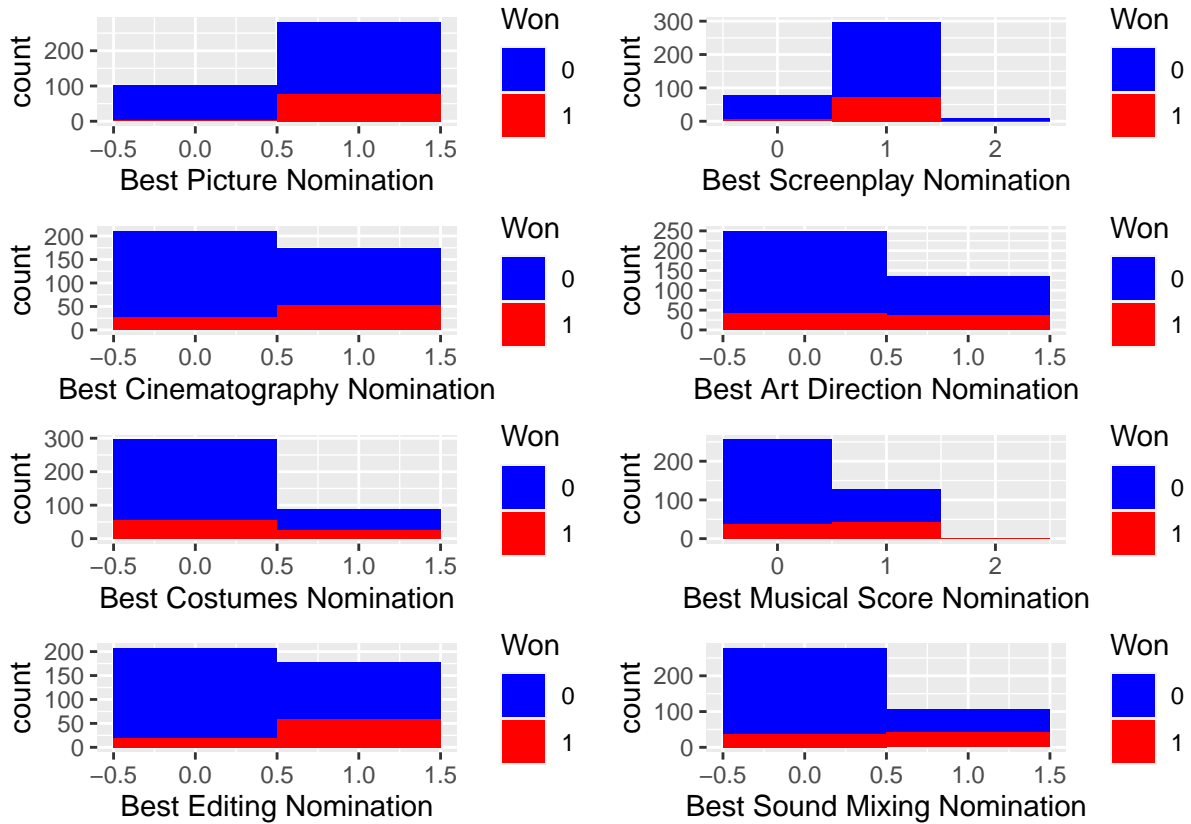 count
200
100
0
−0.5 0.0 0.5 1.0 1.5
Best Picture Nomination
Won
0
1
count
300
200
100
0
0 1 2
Best Screenplay Nomination
Won
0
1
count
200
150
100
50
0
−0.5 0.0 0.5 1.0 1.5
Best Cinematography Nomination
Won
0
1
count
250
200
150
100
50
0
−0.5 0.0 0.5 1.0 1.5
Best Art Direction Nomination
Won
0
1
count
300
200
100
0
−0.5 0.0 0.5 1.0 1.5
Best Costumes Nomination
Won
0
1
count
200
100
0
0 1 2
Best Musical Score Nomination
Won
0
1
count
200
150
100
50
0
−0.5 0.0 0.5 1.0 1.5
Best Editing Nomination
Won
0
1
count
200
100
0
−0.5 0.0 0.5 1.0 1.5
Best Sound Mixing Nomination
Won
0
1